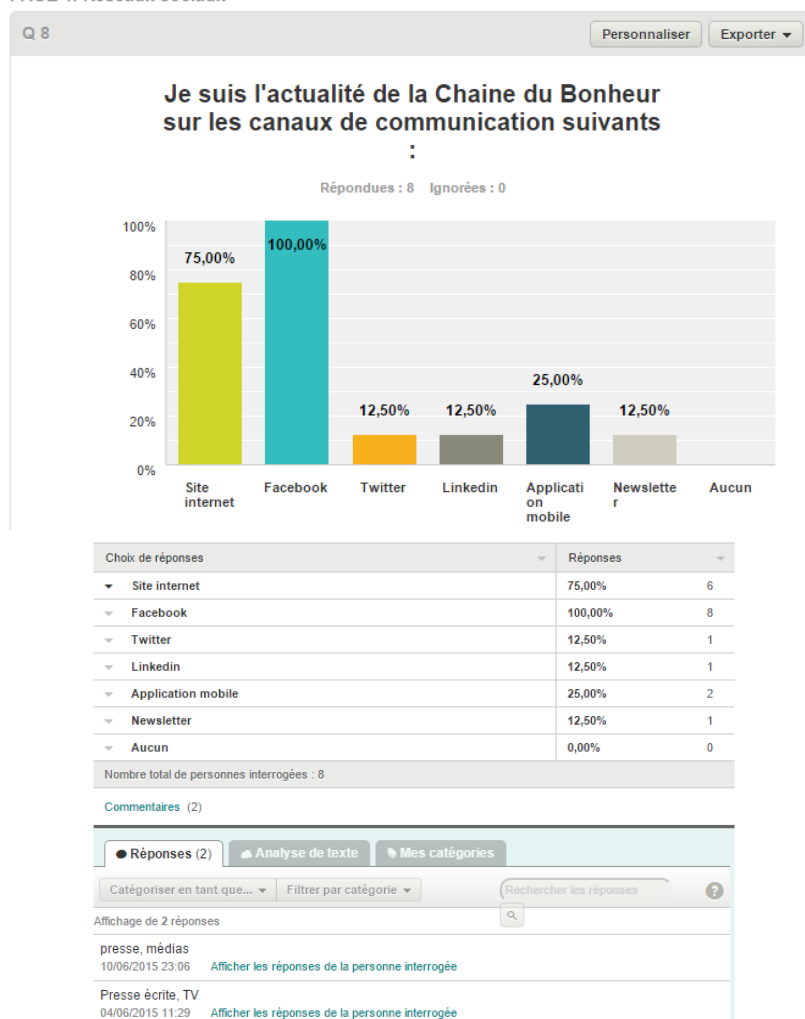 Q 8
Personnaliser
Exporter
Je suis l'actualité de la Chaine du Bonheur
sur les canaux de communication suivants
:
Répondues : 8 Ignorées : 0
100%
80%
60%
40%
20%
0%
75,00%
100,00%
12,50%
12,50%
25,00%
12,50%
Site
internet
Facebook
Twitter
Linkedin
Applicati
on
mobile
Newslette
r
Aucun
Choix de réponses Réponses
Site internet 75,00% 6
Facebook 100,00% 8
Twitter 12,50% 1
Linkedin 12,50% 1
Application mobile 25,00% 2
Newsletter 12,50% 1
Aucun 0,00% 0
Nombre total de personnes interrogées : 8
Commentaires (2)
Réponses (2) Analyse de texte Mes catégories
Catégoriser en tant que... Filtrer par catégorie Rechercher les réponses ?
Affichage de 2 réponses
presse, médias
10/06/2015 23:06 Afficher les réponses de la personne interrogée
Presse écrite, TV
04/06/2015 11:29 Afficher les réponses de la personne interrogée